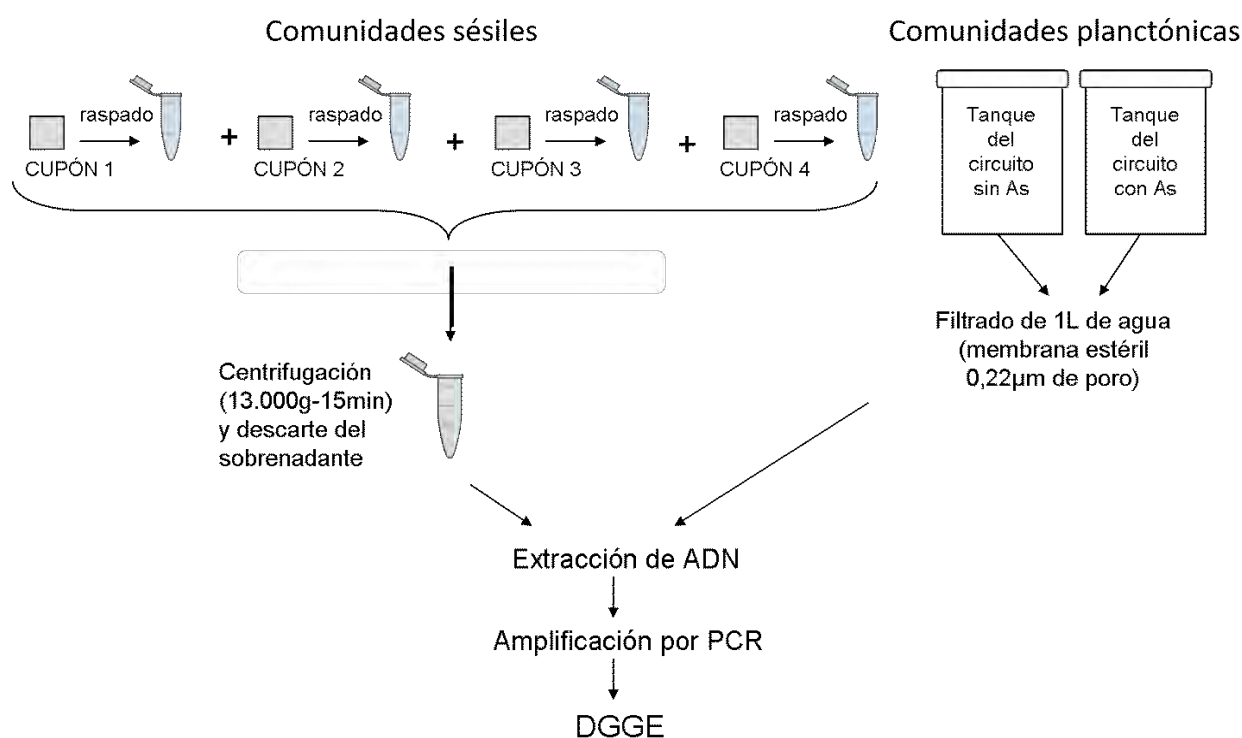 Comunidades sésiles
raspado
CUPÓN 1
+
raspado
CUPÓN 2
+
raspado
CUPÓN 3
+
raspado
CUPÓN 4
Centrifugación
(13.000g-15min)
y descarte del
sobrenadante
Comunidades planctónicas
Tanque
del
circuito
sin As
Tanque
del
circuito
con As
Filtrado de 1L de agua
(membrana estéril
0,22µm de poro)
Extracción de ADN
Amplificación por PCR
DGGE